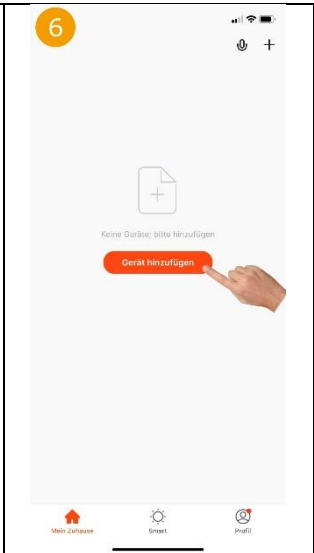 6
Keine Geräte; bitte hinzufügen
Gerät hinzufügen
Mein Zuhause
Smart
Profil